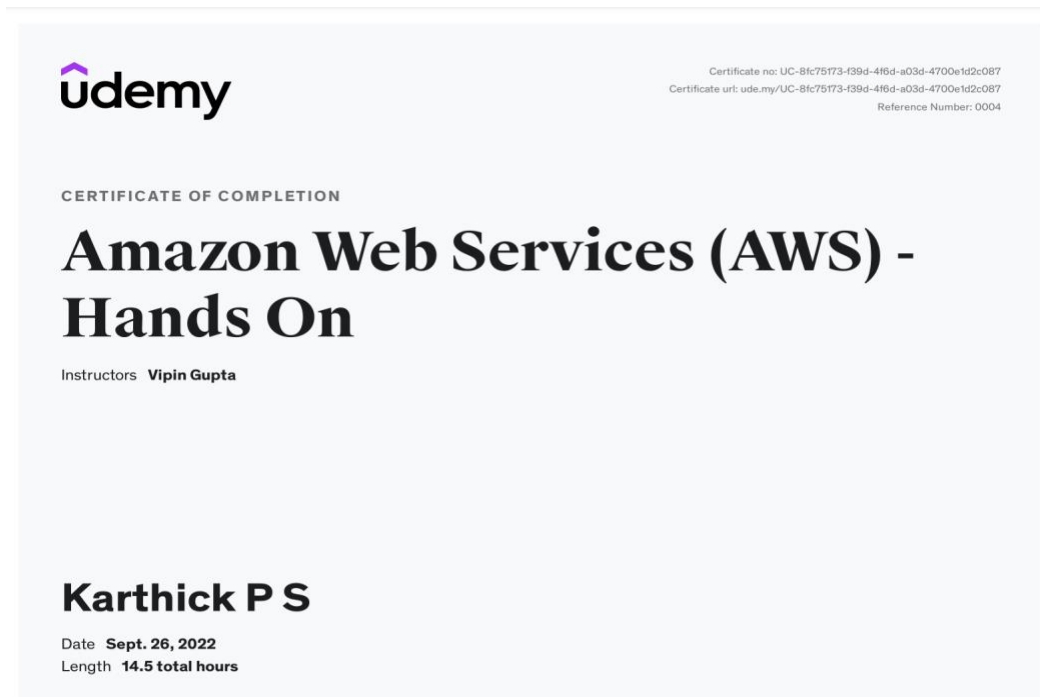 udemy
Certificate no: UC-8fc75173-f39d-4f6d-a03d-4700e1d2c087
Certificate url: ude.my/UC-8fc75173-f39d-4f6d-a03d-4700e1d2c087
Reference Number: 0004
CERTIFICATE OF COMPLETION
Amazon Web Services (AWS) -
Hands On
Instructors Vipin Gupta
Karthick P S
Date Sept. 26, 2022
Length 14.5 total hours